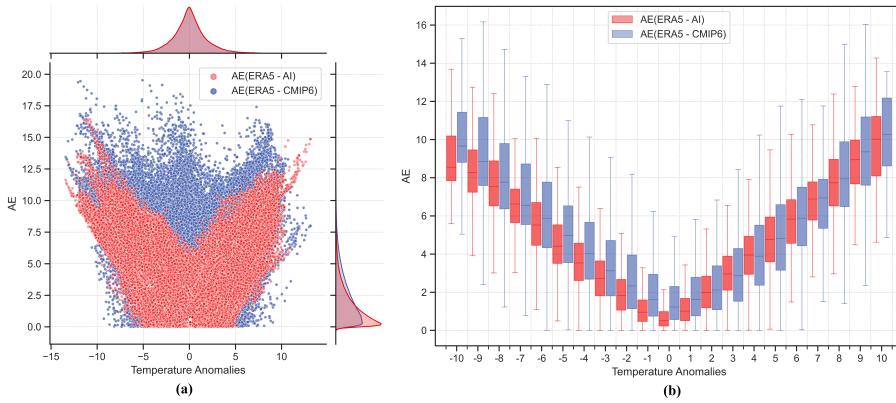 AE(ERA5 - AI)
AE(ERA5 - CMIP6)
20.0
17.5
15.0
12.5
10.0
7.5
5.0
2.5
0.0
AE
−15
−10
−5
0
5
10
Temperature Anomalies
(a)
AE(ERA5 - AI)
AE(ERA5 - CMIP6)
16
14
12
10
8
6
4
2
0
AE
-10 -9 -8 -7 -6 -5 -4 -3 -2 -1 0 1 2 3 4 5 6 7 8 9 10
Temperature Anomalies
(b)